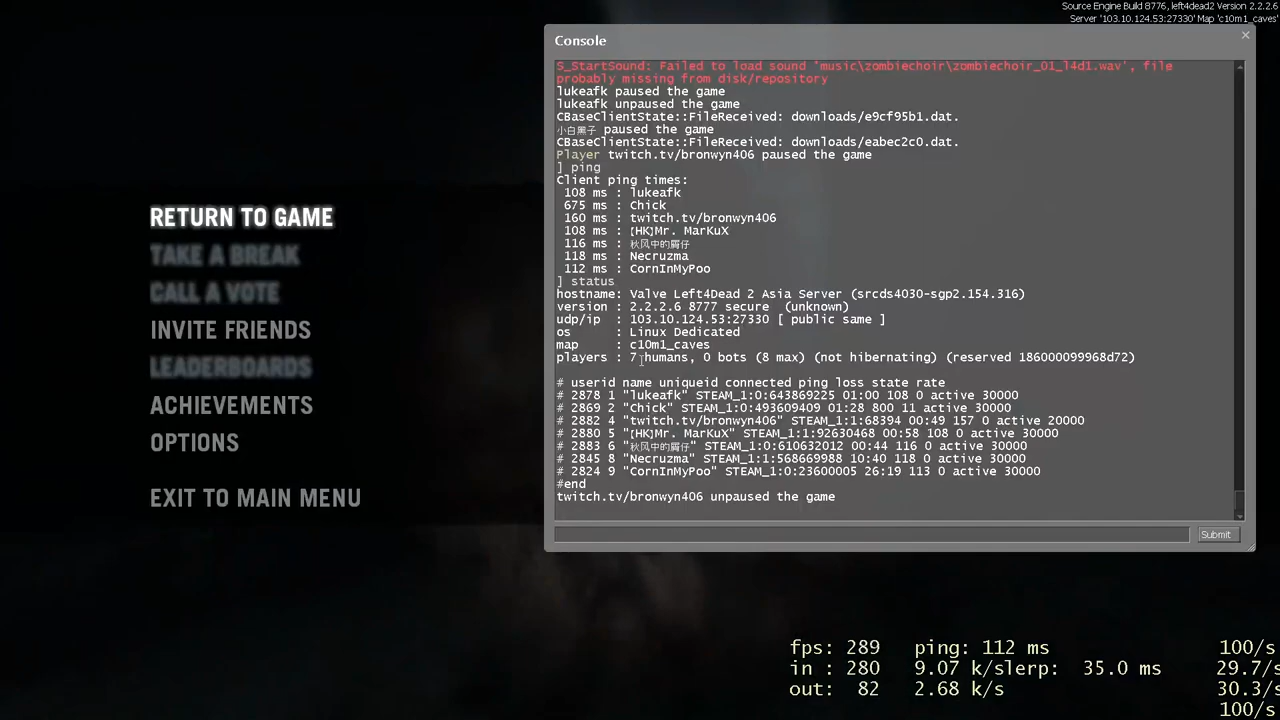 Source Engine Build 8776, left4dead2 Version 2.2.2.6
Server '103.10.124.53:27330' Map 'c10m1_caves'
Console
S_StartSound: Failed to load sound 'music\zombiechoir\zombiechoir_01_l4d1.wav', file
probably missing from disk/repository
lukeafk paused the game
lukeafk unpaused the game
CBaseClientState::FileReceived: downloads/e9cf95b1.dat.
小白黑子 paused the game
CBaseClientState::FileReceived: downloads/eabec2c0.dat.
Player twitch.tv/bronwyn406 paused the game
] ping
Client ping times:
108 ms : lukeafk
675 ms : Chick
160 ms : twitch.tv/bronwyn406
108 ms : [HK]Mr. MarKuX
116 ms : 秋风中的屑仔
118 ms : Necruzma
112 ms : CornInMyPoo
] status
hostname: Valve Left4Dead 2 Asia Server (srcds4030-sgp2.154.316)
version : 2.2.2.6 8777 secure (unknown)
udp/ip : 103.10.124.53:27330 [ public same ]
os : Linux Dedicated
map : c10m1_caves
players : 7 humans, 0 bots (8 max) (not hibernating) (reserved 186000099968d72)
# userid name uniqueid connected ping loss state rate
# 2878 1 "lukeafk" STEAM_1:0:643869225 01:00 108 0 active 30000
# 2869 2 "Chick" STEAM_1:0:493609409 01:28 800 11 active 30000
# 2882 4 "twitch.tv/bronwyn406" STEAM_1:1:68394 00:49 157 0 active 20000
# 2880 5 "[HK]Mr. MarKuX" STEAM_1:1:92630468 00:58 108 0 active 30000
# 2883 6 "秋风中的屑仔" STEAM_1:0:610632012 00:44 116 0 active 30000
# 2845 8 "Necruzma" STEAM_1:1:568669988 10:40 118 0 active 30000
# 2824 9 "CornInMyPoo" STEAM_1:0:23600005 26:19 113 0 active 30000
#end
twitch.tv/bronwyn406 unpaused the game
Submit
RETURN TO GAME
TAKE A BREAK
CALL A VOTE
INVITE FRIENDS
LEADERBOARDS
ACHIEVEMENTS
OPTIONS
EXIT TO MAIN MENU
fps: 289 ping: 112 ms 100/s
in : 280 9.07 k/s lerp: 35.0 ms 29.7/s
out: 82 2.68 k/s 30.3/s
100/s